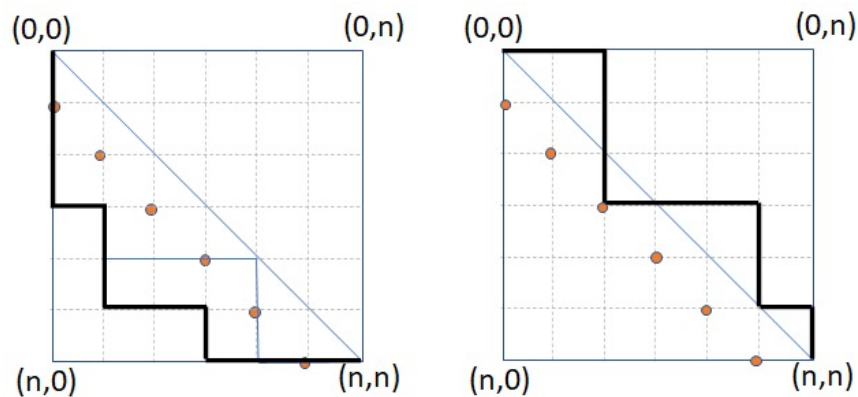 (0,0) (0,n) (0,0) (0,n)
(n,0) (n,n) (n,0) (n,n)